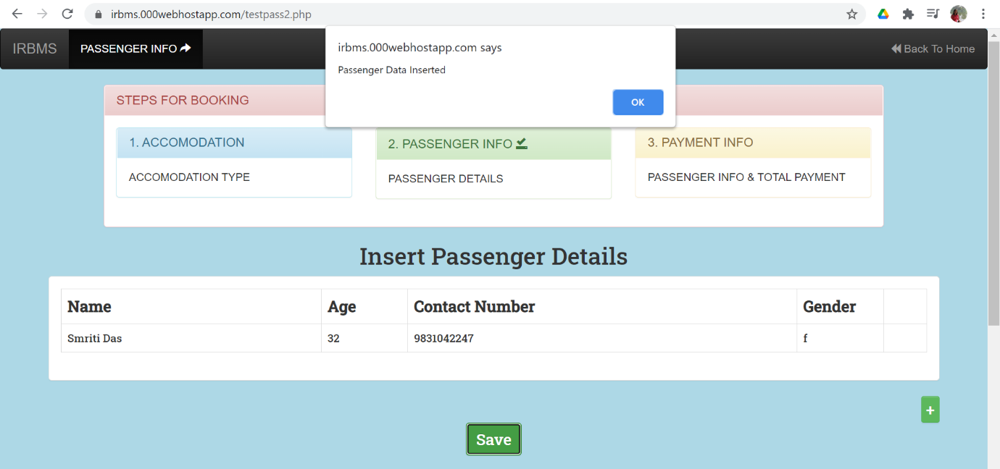 irbms.000webhostapp.com/testpass2.php
IRBMS
PASSENGER INFO
Back To Home
irbms.000webhostapp.com says
Passenger Data Inserted
OK
STEPS FOR BOOKING
1. ACCOMODATION
ACCOMODATION TYPE
2. PASSENGER INFO
PASSENGER DETAILS
3. PAYMENT INFO
PASSENGER INFO & TOTAL PAYMENT
Insert Passenger Details
Name Age Contact Number Gender
Smriti Das 32 9831042247 f
+
Save